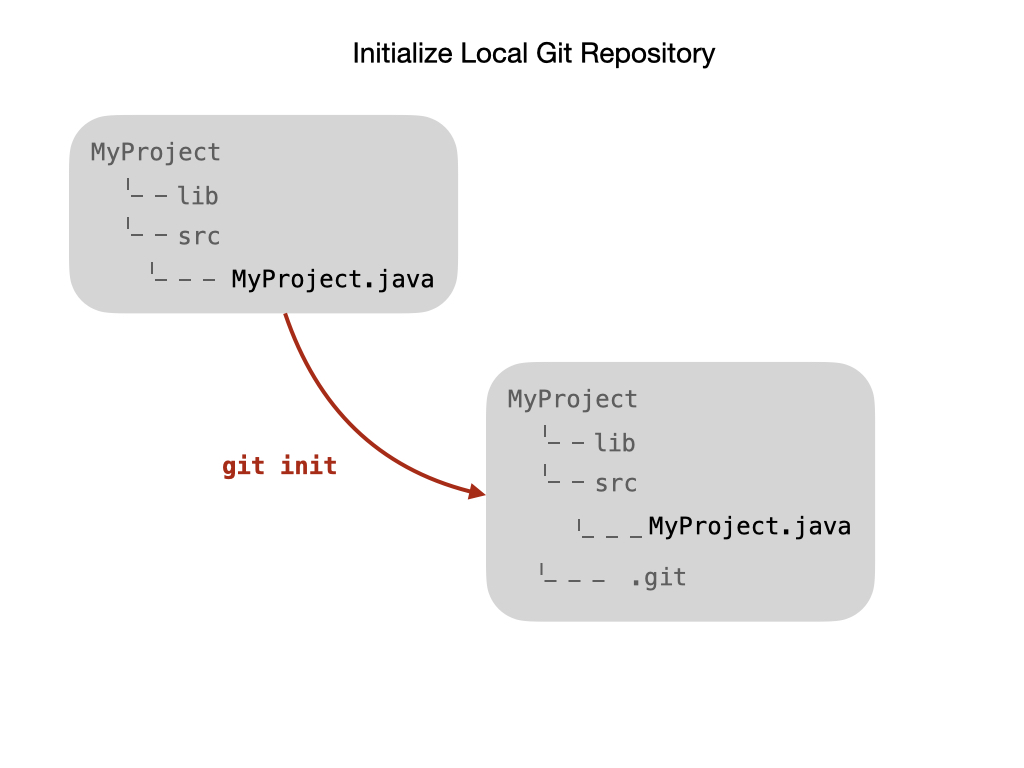 Initialize Local Git Repository
MyProject
lib
src
MyProject.java
git init
MyProject
lib
src
MyProject.java
.git